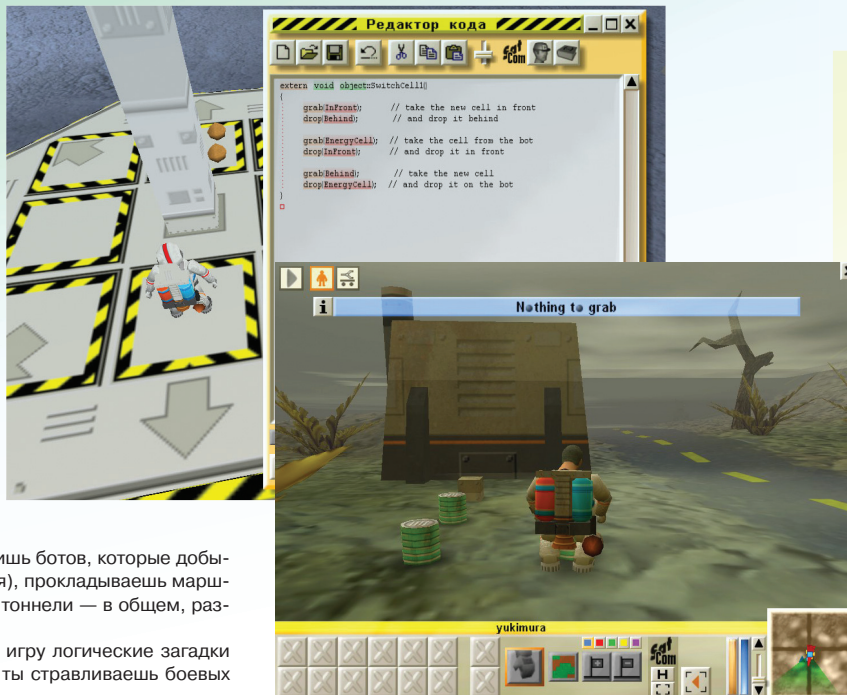 Редактор кода
satCom
extern void object::SwitchCell1()
{
grab(InFront); // take the new cell in front
drop(Behind); // and drop it behind
grab(EnergyCell); // take the cell from the bot
drop(InFront); // and drop it in front
grab(Behind); // take the new cell
drop(EnergyCell); // and drop it on the bot
}
i Nothing to grab
ишь ботов, которые добы-
я), прокладываешь марш-
тоннели — в общем, раз-
игру логические загадки
ты стравливаешь боевых
yukimura
satCom
H